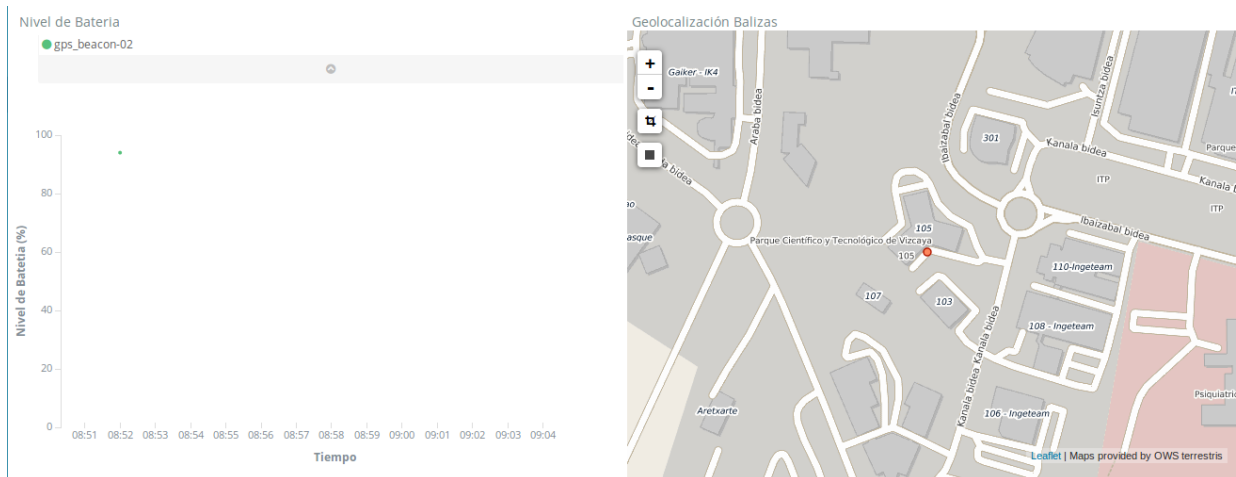 Nivel de Bateria
gps_beacon-02
100
80
60
40
20
0
Nivel de Batetia (%)
08:51 08:52 08:53 08:54 08:55 08:56 08:57 08:58 08:59 09:00 09:01 09:02 09:03 09:04
Tiempo
Geolocalización Balizas
+
-
Gaiker - IK4
Araba bidea
Ibaizabal bidea
Isuntza bidea
301
Kanala bidea
Parque
ITP
Kanala b
ITP
Ibaizabal bidea
asque
105
Parque Científico y Tecnológico de Vizcaya
105
110-Ingeteam
107
103
108 - Ingeteam
Kanala bidea
Kanala bidea
Psiquiatric
Aretxarte
106 - Ingeteam
Leaflet | Maps provided by OWS terrestris